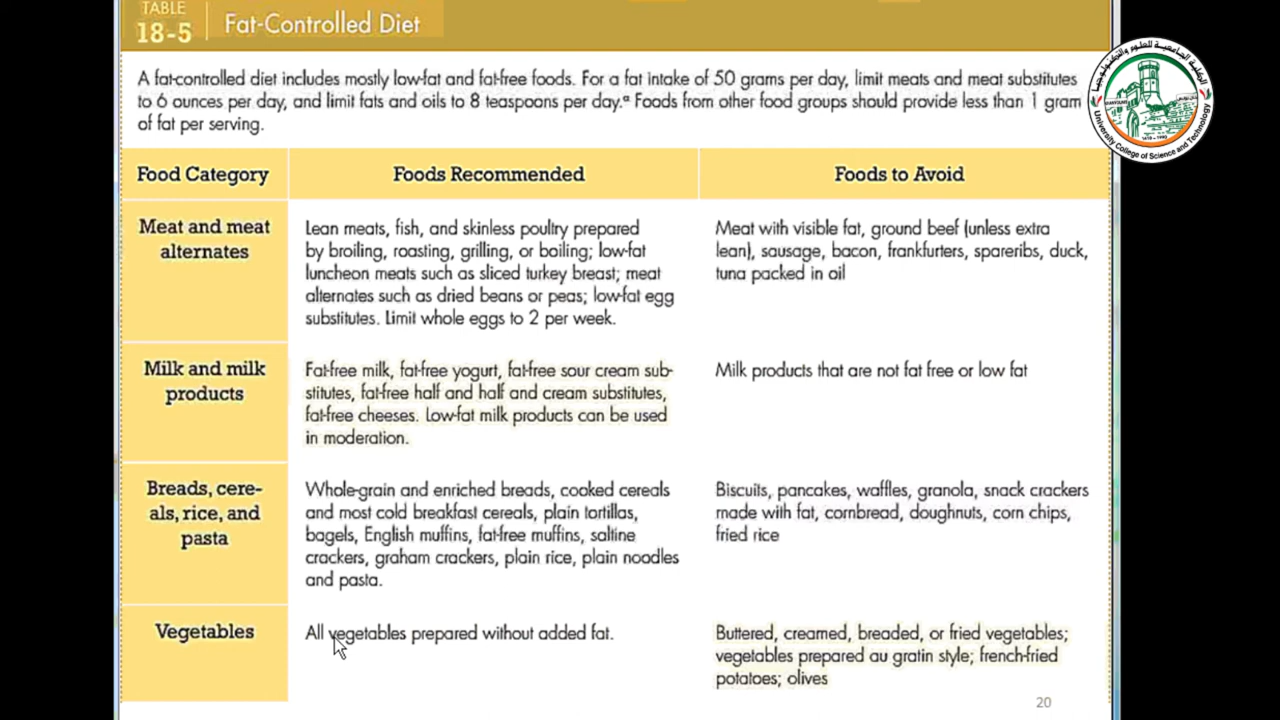 TABLE
18-5
Fat-Controlled Diet
A fat-controlled diet includes mostly low-fat and fat-free foods. For a fat intake of 50 grams per day, limit meats and meat substitutes
to 6 ounces per day, and limit fats and oils to 8 teaspoons per day.ᵃ Foods from other food groups should provide less than 1 gram
of fat per serving.
Food Category
Foods Recommended
Foods to Avoid
Meat and meat
alternates
Lean meats, fish, and skinless poultry prepared
by broiling, roasting, grilling, or boiling; low-fat
luncheon meats such as sliced turkey breast; meat
alternates such as dried beans or peas; low-fat egg
substitutes. Limit whole eggs to 2 per week.
Meat with visible fat, ground beef (unless extra
lean), sausage, bacon, frankfurters, spareribs, duck,
tuna packed in oil
Milk and milk
products
Fat-free milk, fat-free yogurt, fat-free sour cream sub-
stitutes, fat-free half and half and cream substitutes,
fat-free cheeses. Low-fat milk products can be used
in moderation.
Milk products that are not fat free or low fat
Breads, cere-
als, rice, and
pasta
Whole-grain and enriched breads, cooked cereals
and most cold breakfast cereals, plain tortillas,
bagels, English muffins, fat-free muffins, saltine
crackers, graham crackers, plain rice, plain noodles
and pasta.
Biscuits, pancakes, waffles, granola, snack crackers
made with fat, cornbread, doughnuts, corn chips,
fried rice
Vegetables
All vegetables prepared without added fat.
Buttered, creamed, breaded, or fried vegetables;
vegetables prepared au gratin style; french-fried
potatoes; olives
20
الكلية الجامعية للعلوم والتكنولوجيا
University College of Science and Technology